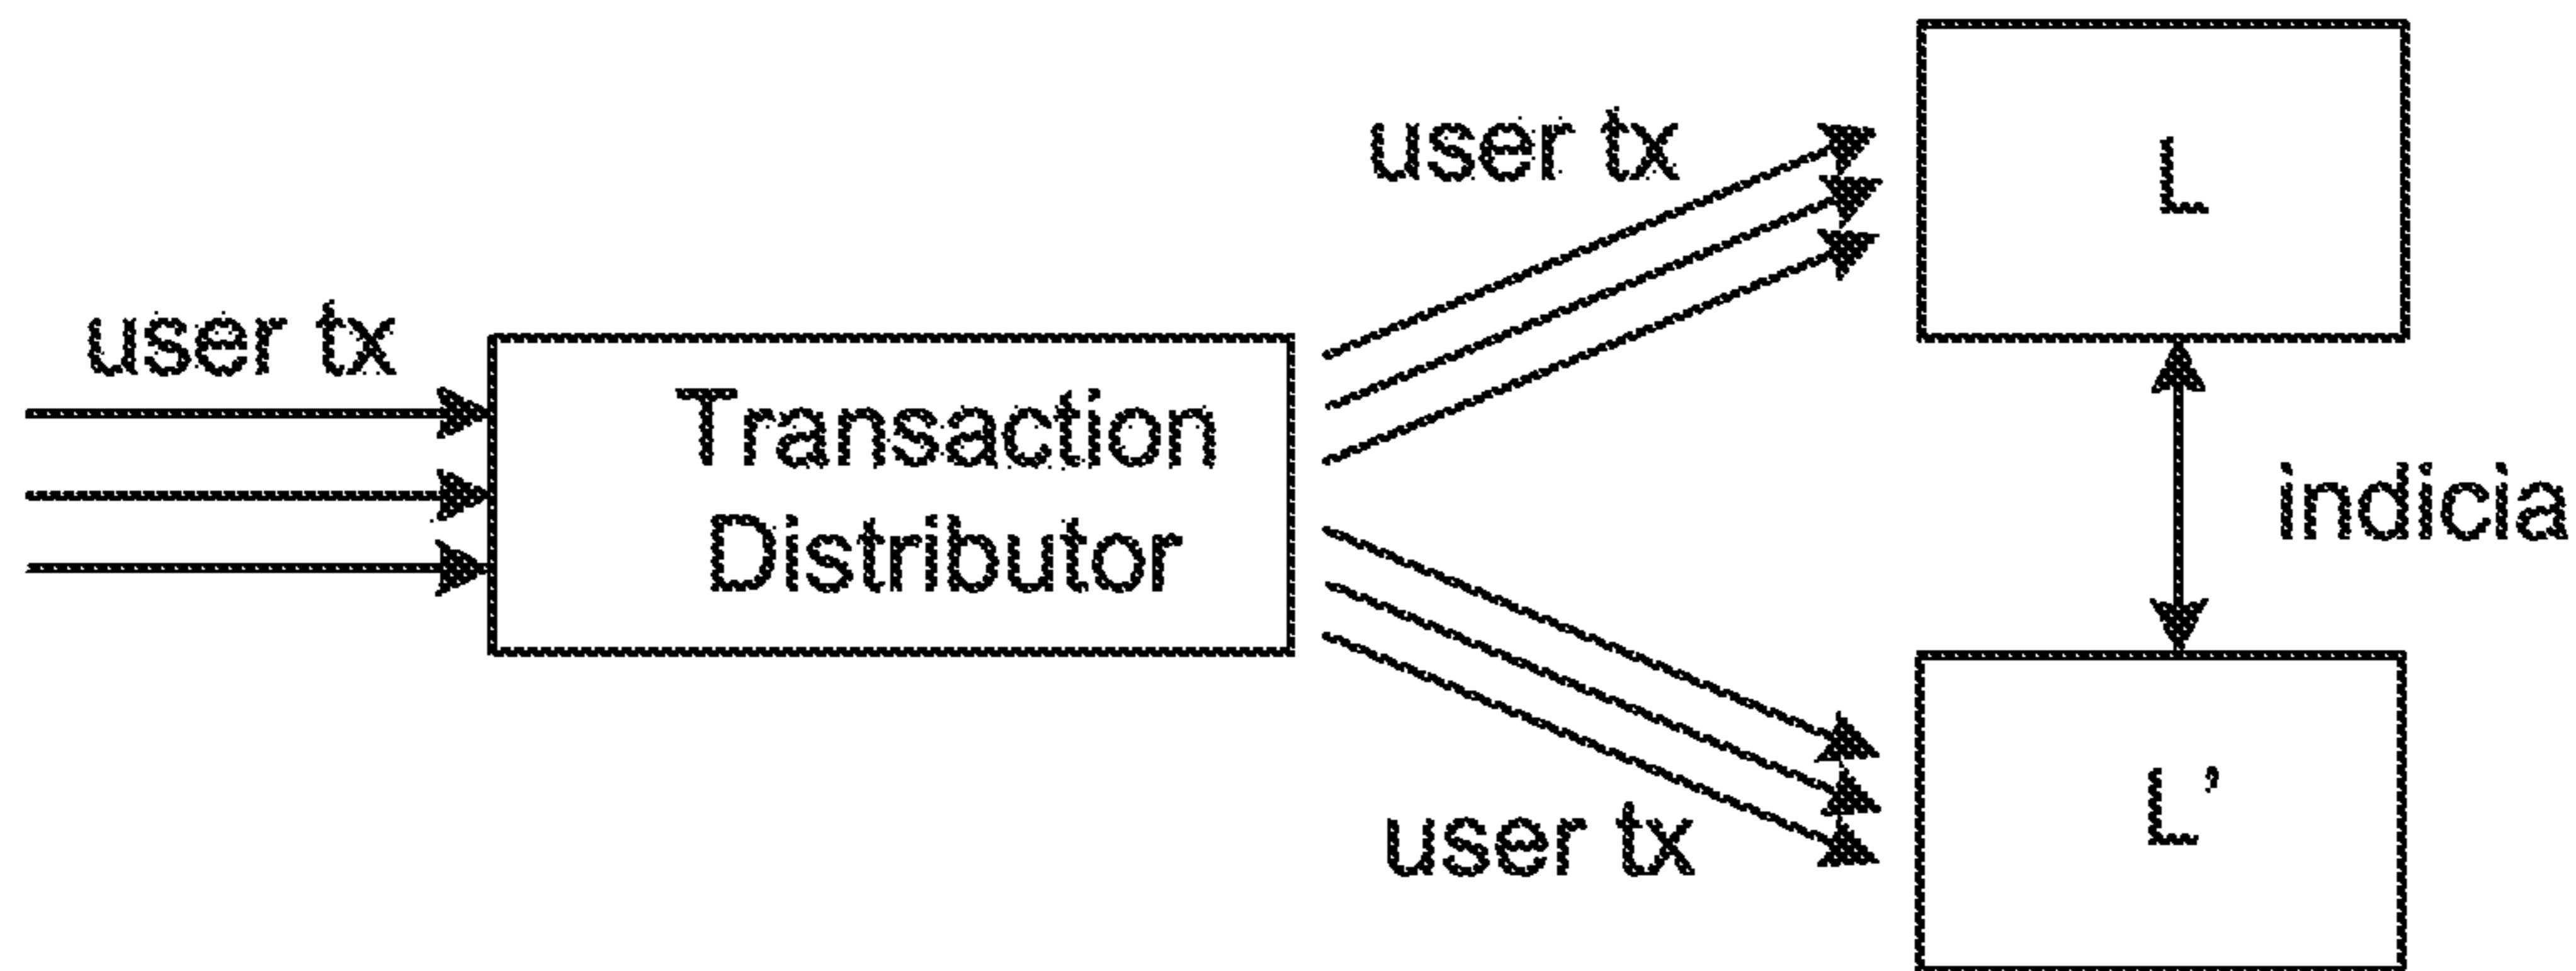 user tx
Transaction
Distributor
user tx
user tx
L
indicia
L'